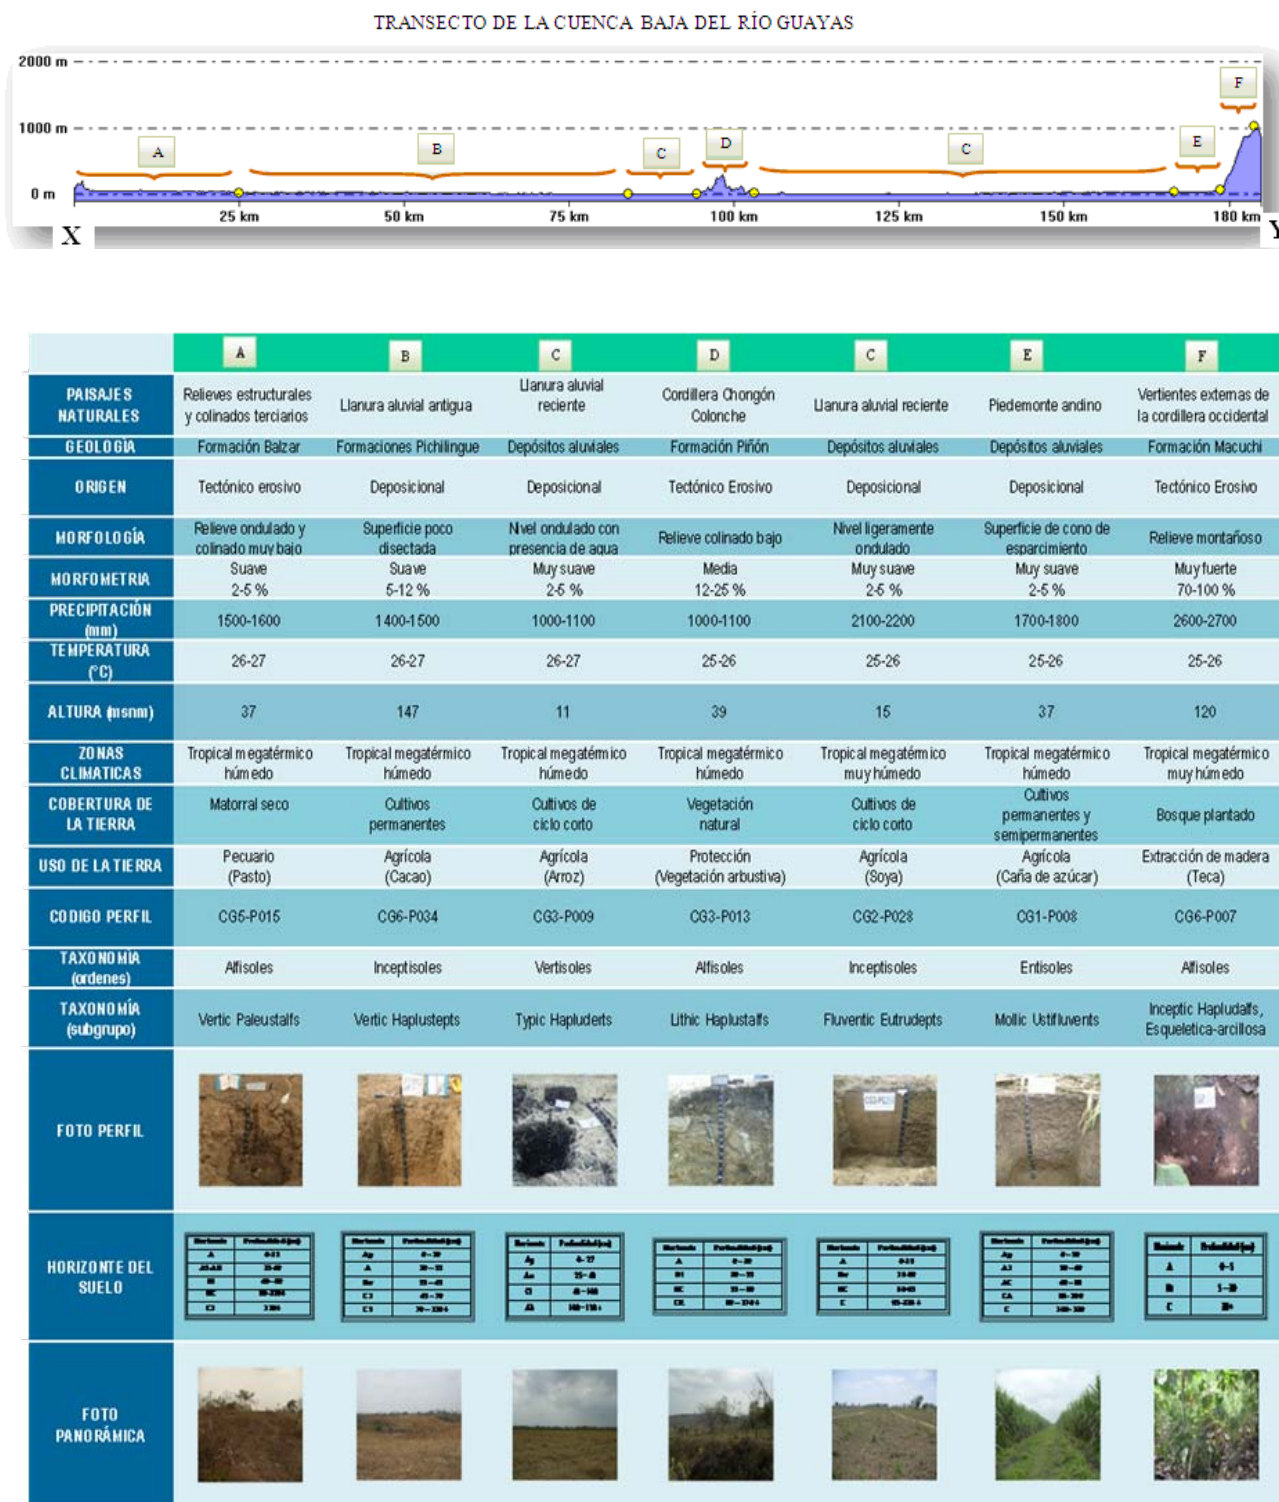 TRANSECTO DE LA CUENCA BAJA DEL RÍO GUAYAS
2000 m
F
1000 m
A B C D C E
0 m
25 km 50 km 75 km 100 km 125 km 150 km 180 km
X Y
A B C D C E F
PAISAJES NATURALES
Relieves estructurales y colinados terciarios
Llanura aluvial antigua
Llanura aluvial reciente
Cordillera Chongón Colonche
Llanura aluvial reciente
Piedemonte andino
Vertientes externas de la cordillera occidental
GEOLOGÍA
Formación Balzar
Formaciones Pichilingue
Depósitos aluviales
Formación Piñón
Depósitos aluviales
Depósitos aluviales
Formación Macuchi
ORIGEN
Tectónico erosivo
Deposicional
Deposicional
Tectónico Erosivo
Deposicional
Deposicional
Tectónico Erosivo
MORFOLOGÍA
Relieve ondulado y colinado muy bajo
Superficie poco disectada
Nivel ondulado con presencia de agua
Relieve colinado bajo
Nivel ligeramente ondulado
Superficie de cono de esparcimiento
Relieve montañoso
MORFOMETRIA
Suave 2-5 %
Suave 5-12 %
Muy suave 2-5 %
Media 12-25 %
Muy suave 2-5 %
Muy suave 2-5 %
Muy fuerte 70-100 %
PRECIPITACIÓN (mm)
1500-1600
1400-1500
1000-1100
1000-1100
2100-2200
1700-1800
2600-2700
TEMPERATURA (°C)
26-27
26-27
26-27
25-26
25-26
25-26
25-26
ALTURA (msnm)
37
147
11
39
15
37
120
ZONAS CLIMATICAS
Tropical megatérmico húmedo
Tropical megatérmico húmedo
Tropical megatérmico húmedo
Tropical megatérmico húmedo
Tropical megatérmico muy húmedo
Tropical megatérmico húmedo
Tropical megatérmico muy húmedo
COBERTURA DE LA TIERRA
Matorral seco
Cultivos permanentes
Cultivos de ciclo corto
Vegetación natural
Cultivos de ciclo corto
Cultivos permanentes y semipermanentes
Bosque plantado
USO DE LA TIERRA
Pecuario (Pasto)
Agrícola (Cacao)
Agrícola (Arroz)
Protección (Vegetación arbustiva)
Agrícola (Soya)
Agrícola (Caña de azúcar)
Extracción de madera (Teca)
CODIGO PERFIL
CG5-P015
CG6-P034
CG3-P009
CG3-P013
CG2-P028
CG1-P008
CG6-P007
TAXONOMÍA (ordenes)
Alfisoles
Inceptisoles
Vertisoles
Alfisoles
Inceptisoles
Entisoles
Alfisoles
TAXONOMÍA (subgrupo)
Vertic Paleustalfs
Vertic Haplustepts
Typic Hapluderts
Lithic Haplustalfs
Fluventic Eutrudepts
Mollic Ustifluvents
Inceptic Hapludalfs, Esqueletica-arcillosa
FOTO PERFIL
HORIZONTE DEL SUELO
FOTO PANORÁMICA